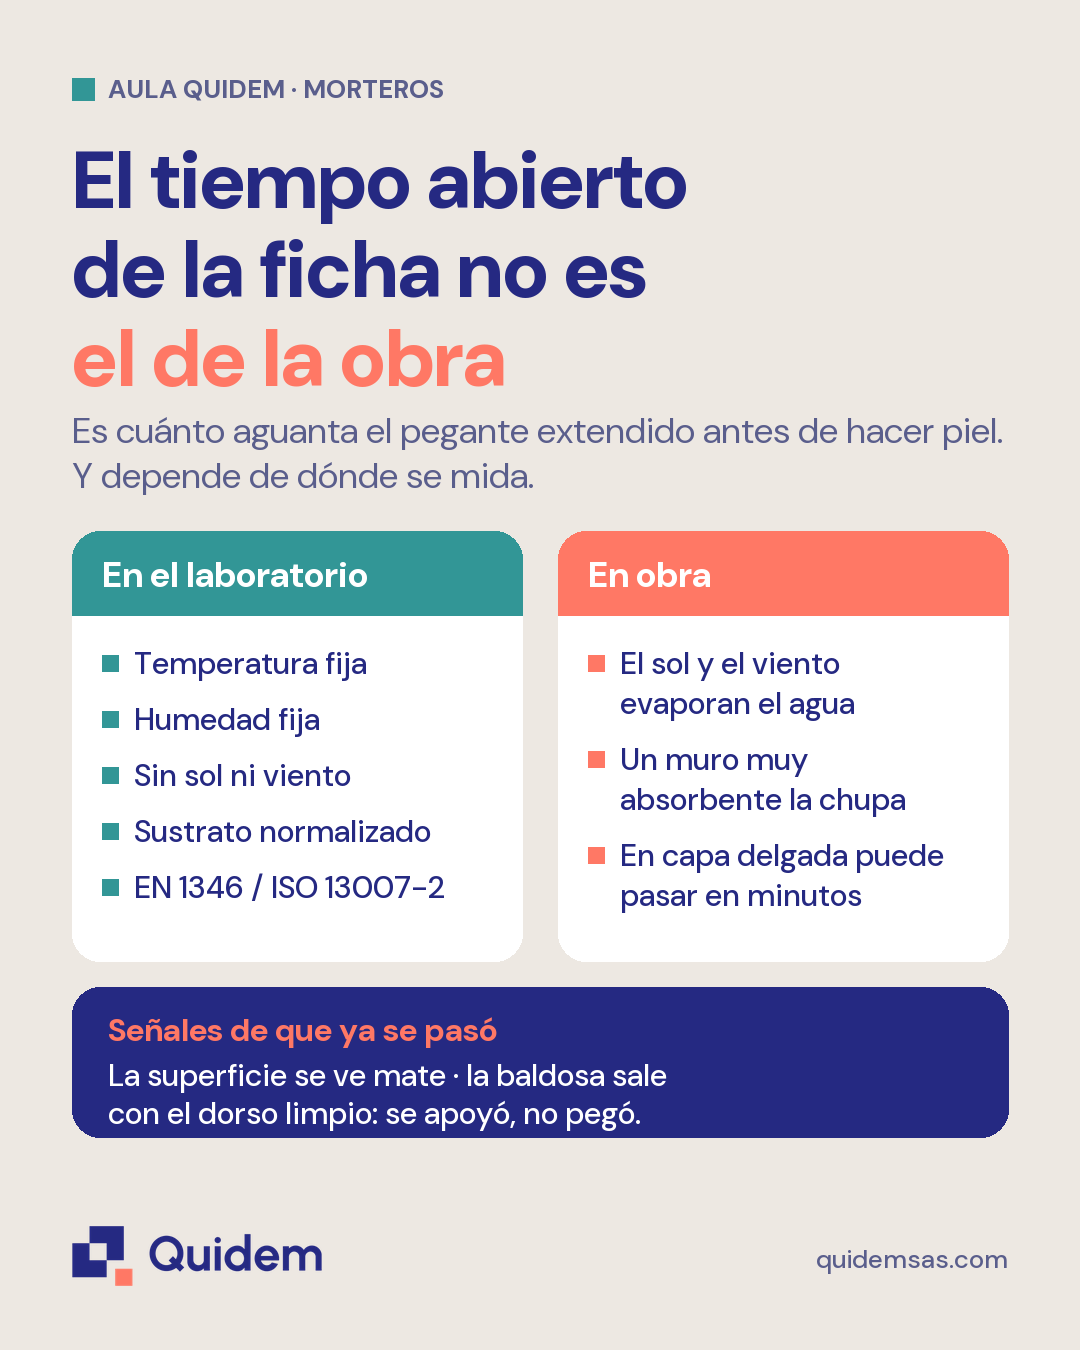 AULA QUIDEM · MORTEROS
El tiempo abierto
de la ficha no es
el de la obra
Es cuánto aguanta el pegante extendido antes de hacer piel.
Y depende de dónde se mida.
En el laboratorio
Temperatura fija
Humedad fija
Sin sol ni viento
Sustrato normalizado
EN 1346 / ISO 13007-2
En obra
El sol y el viento
evaporan el agua
Un muro muy
absorbente la chupa
En capa delgada puede
pasar en minutos
Señales de que ya se pasó
La superficie se ve mate · la baldosa sale
con el dorso limpio: se apoyó, no pegó.
Quidem
quidemsas.com